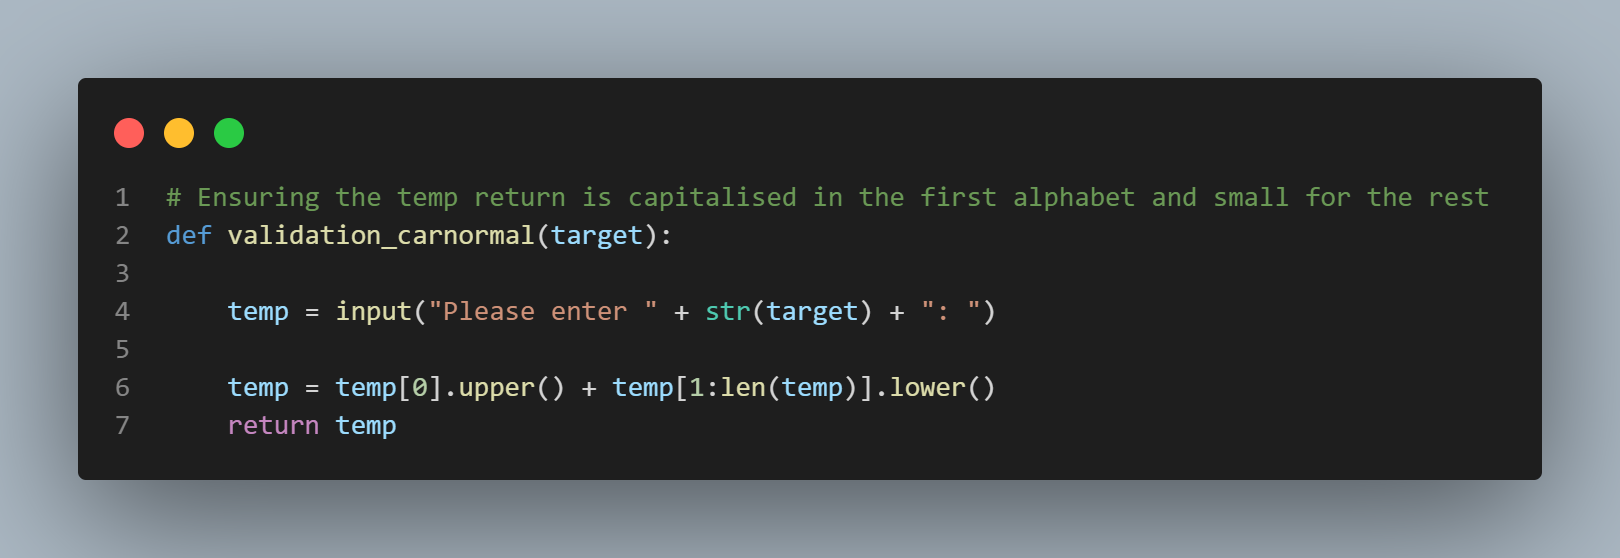 1 # Ensuring the temp return is capitalised in the first alphabet and small for the rest
2 def validation_carnormal(target):
3
4     temp = input("Please enter " + str(target) + ": ")
5
6     temp = temp[0].upper() + temp[1:len(temp)].lower()
7     return temp